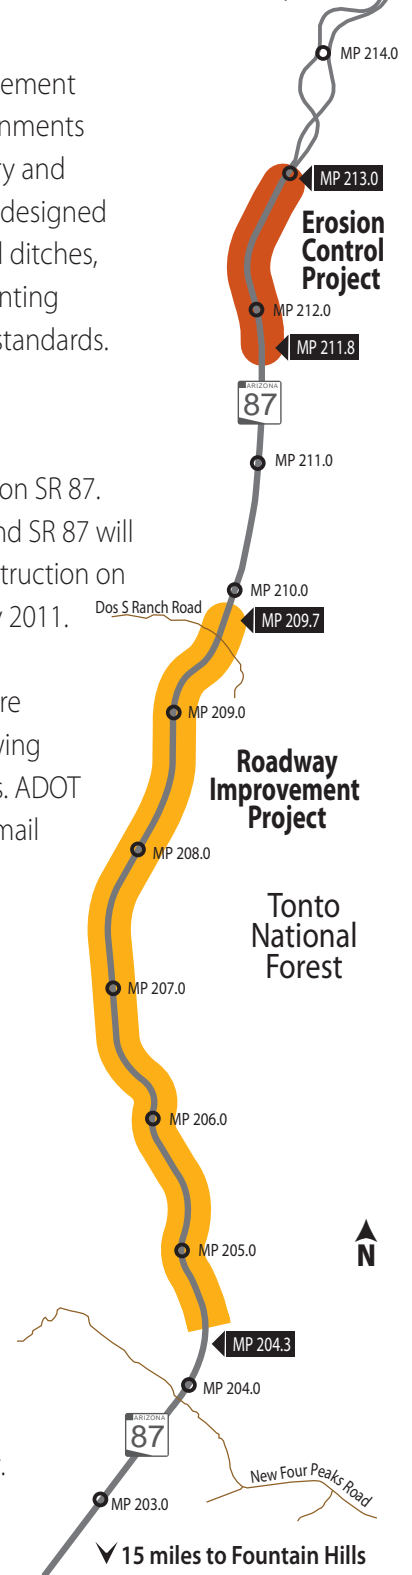 MP 214.0
ement
nments
MP 213.0
ry and
designed
Erosion
Control
Project
ditches,
nting
MP 212.0
standards.
MP 211.8
ARIZONA
87
MP 211.0
on SR 87.
nd SR 87 will
truction on
MP 210.0
Dos S Ranch Road
2011.
MP 209.7
re
MP 209.0
wing
s. ADOT
mail
Roadway
Improvement
Project
MP 208.0
Tonto
National
Forest
MP 207.0
MP 206.0
MP 205.0
N
MP 204.3
MP 204.0
ARIZONA
87
New Four Peaks Road
MP 203.0
15 miles to Fountain Hills